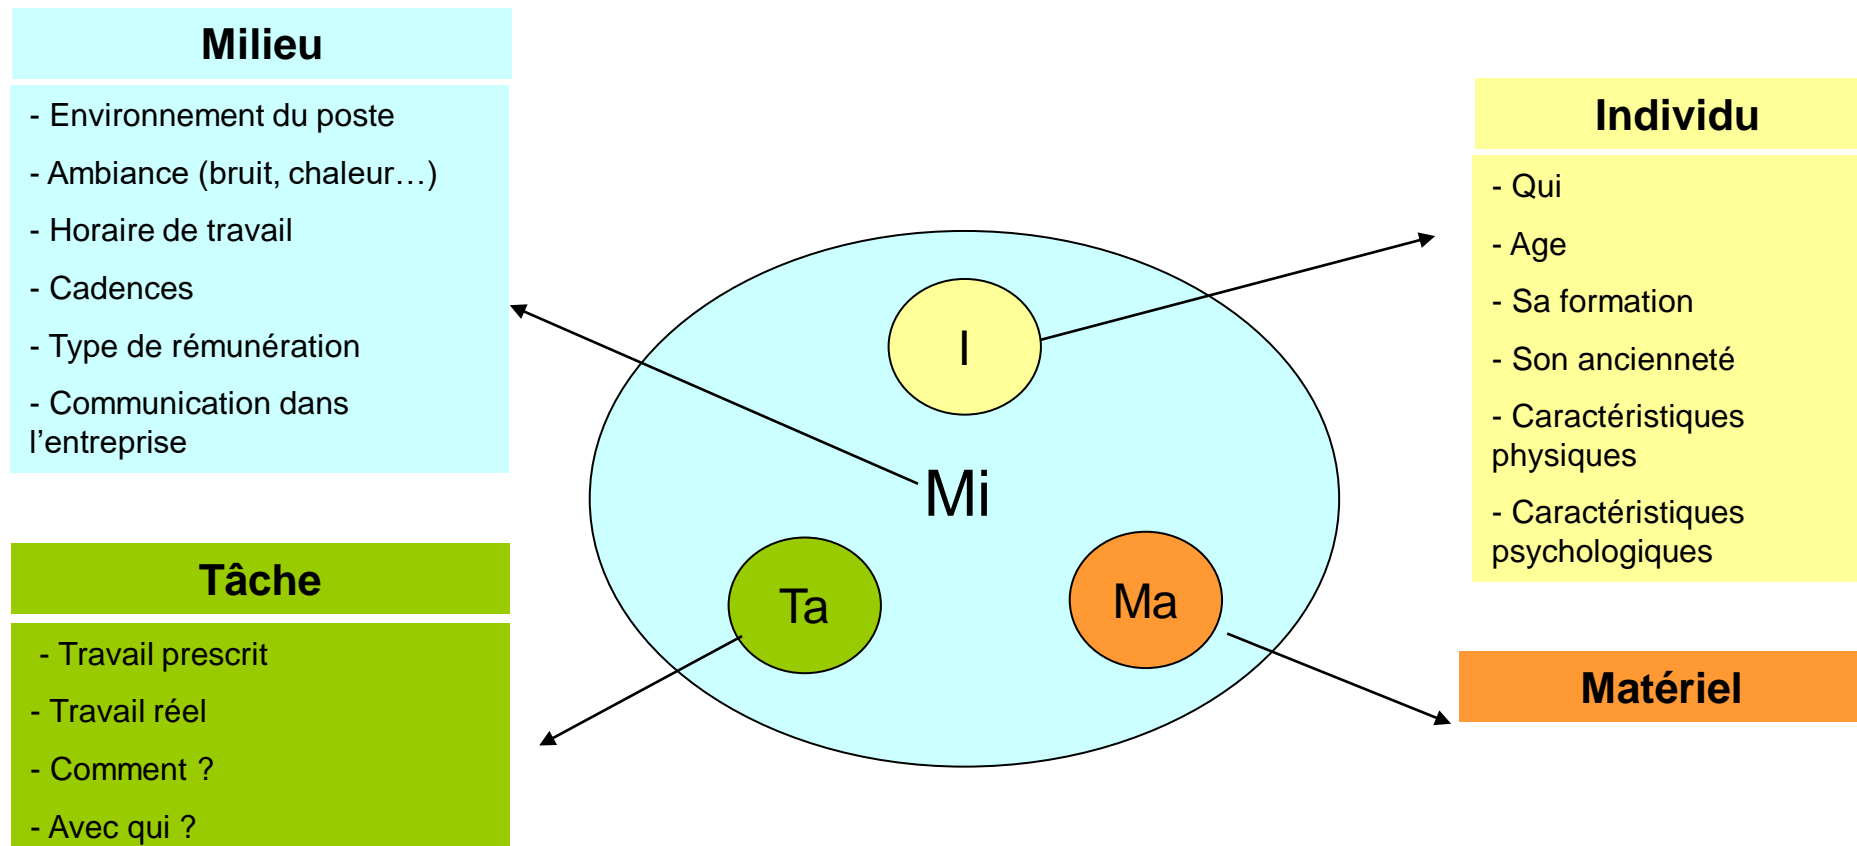 Milieu
- Environnement du poste
- Ambiance (bruit, chaleur…)
- Horaire de travail
- Cadences
- Type de rémunération
- Communication dans
l’entreprise
Tâche
- Travail prescrit
- Travail réel
- Comment ?
- Avec qui ?
I
Mi
Ta
Ma
Individu
- Qui
- Age
- Sa formation
- Son ancienneté
- Caractéristiques
physiques
- Caractéristiques
psychologiques
Matériel